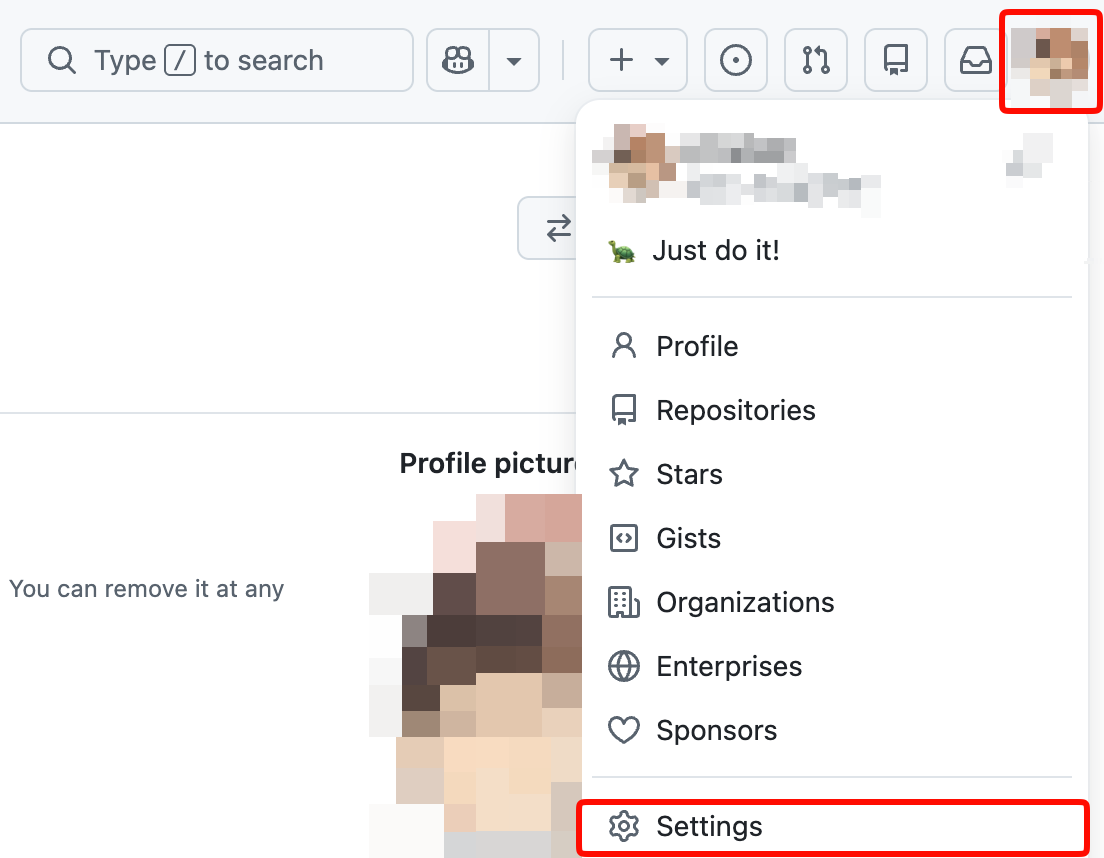 Type / to search
Just do it!
Profile
Repositories
Profile picture
Stars
Gists
You can remove it at any
Organizations
Enterprises
Sponsors
Settings